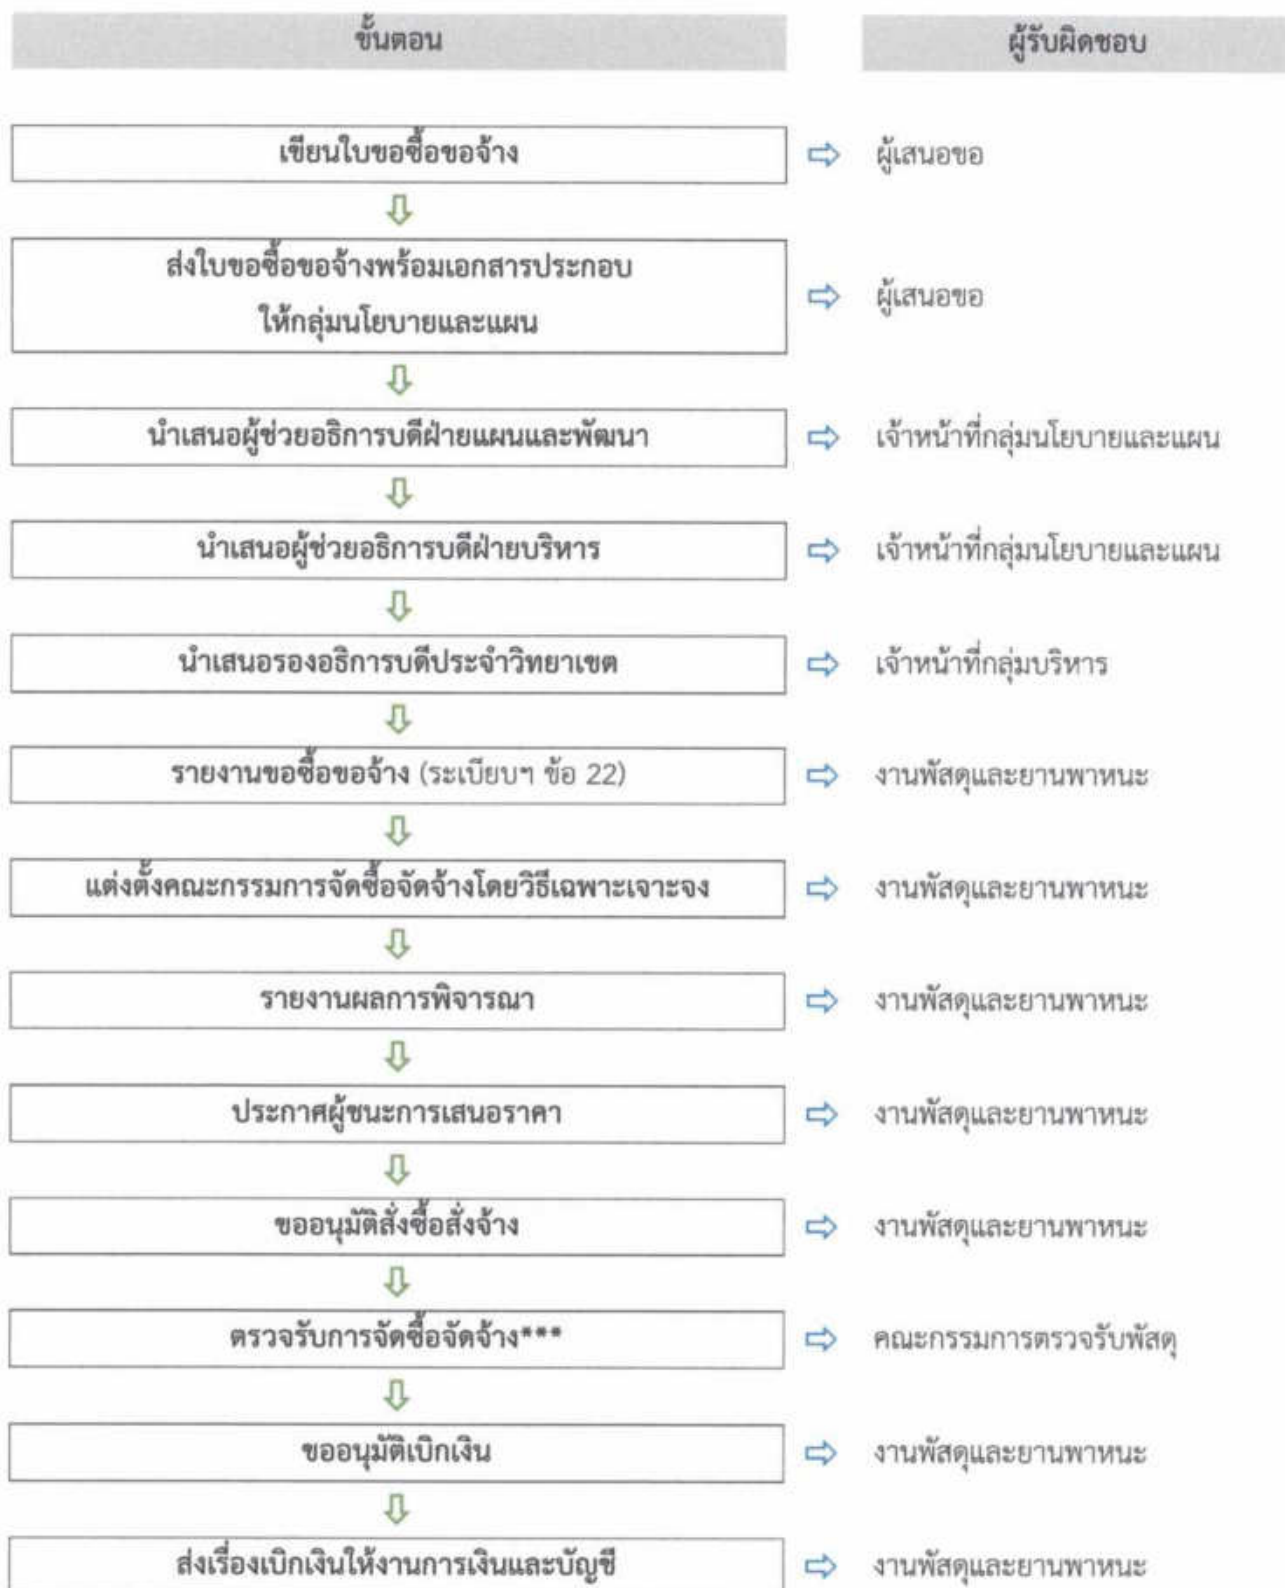 ขั้นตอน ผู้รับผิดชอบ
เขียนใบขอซื้อขอจ้าง ผู้เสนอขอ
ส่งใบขอซื้อขอจ้างพร้อมเอกสารประกอบ
ให้กลุ่มนโยบายและแผน ผู้เสนอขอ
นำเสนอผู้ช่วยอธิการบดีฝ่ายแผนและพัฒนา เจ้าหน้าที่กลุ่มนโยบายและแผน
นำเสนอผู้ช่วยอธิการบดีฝ่ายบริหาร เจ้าหน้าที่กลุ่มนโยบายและแผน
นำเสนอรองอธิการบดีประจำวิทยาเขต เจ้าหน้าที่กลุ่มบริหาร
รายงานขอซื้อขอจ้าง (ระเบียบฯ ข้อ 22) งานพัสดุและยานพาหนะ
แต่งตั้งคณะกรรมการจัดซื้อจัดจ้างโดยวิธีเฉพาะเจาะจง งานพัสดุและยานพาหนะ
รายงานผลการพิจารณา งานพัสดุและยานพาหนะ
ประกาศผู้ชนะการเสนอราคา งานพัสดุและยานพาหนะ
ขออนุมัติสั่งซื้อสั่งจ้าง งานพัสดุและยานพาหนะ
ตรวจรับการจัดซื้อจัดจ้าง*** คณะกรรมการตรวจรับพัสดุ
ขออนุมัติเบิกเงิน งานพัสดุและยานพาหนะ
ส่งเรื่องเบิกเงินให้งานการเงินและบัญชี งานพัสดุและยานพาหนะ